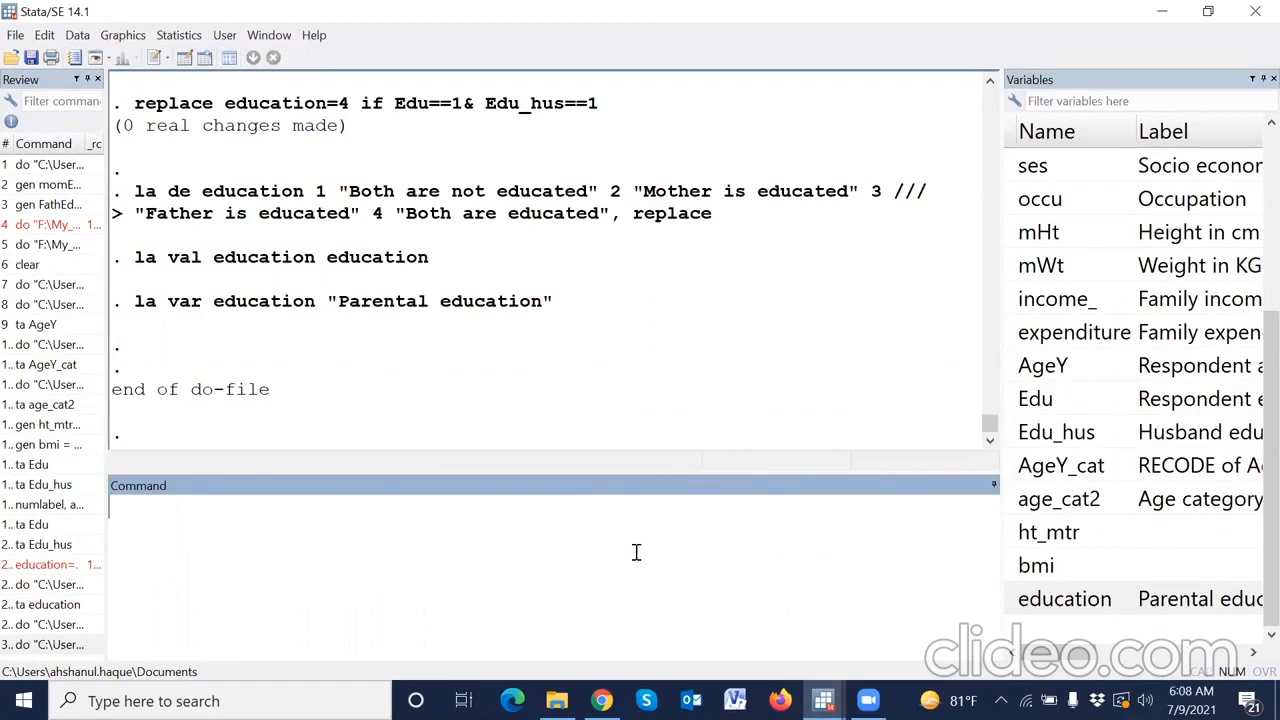 Stata/SE 14.1
File Edit Data Graphics Statistics User Window Help
Review
Filter comman
# Command _rc
1 do "C:\User...
2 gen momE...
3 gen FathEd...
4 do "F:\My_... 1...
5 do "F:\My_...
6 clear
7 do "C:\User...
8 do "C:\User...
9 ta AgeY
1.. do "C:\User...
1.. ta AgeY_cat
1.. do "C:\User...
1.. ta age_cat2
1.. gen ht_mtr...
1.. gen bmi = ...
1.. ta Edu
1.. ta Edu_hus
1.. numlabel, a...
1.. ta Edu
2.. ta Edu_hus
2.. education=. 1...
2.. do "C:\User...
2.. ta education
2.. do "C:\User...
3.. do "C:\User...
. replace education=4 if Edu==1& Edu_hus==1
(0 real changes made)
.
. la de education 1 "Both are not educated" 2 "Mother is educated" 3 ///
> "Father is educated" 4 "Both are educated", replace
. la val education education
. la var education "Parental education"
.
.
end of do-file
.
Command
Variables
Filter variables here
Name Label
ses Socio econor
occu Occupation
mHt Height in cm
mWt Weight in KG
income_ Family incom
expenditure Family expen
AgeY Respondent a
Edu Respondent
Edu_hus Husband edu
AgeY_cat RECODE of A
age_cat2 Age category
ht_mtr
bmi
education Parental educ
clideo.com
C:\Users\ahshanul.haque\Documents
CAP NUM OVR
Type here to search
81°F
6:08 AM
7/9/2021
21